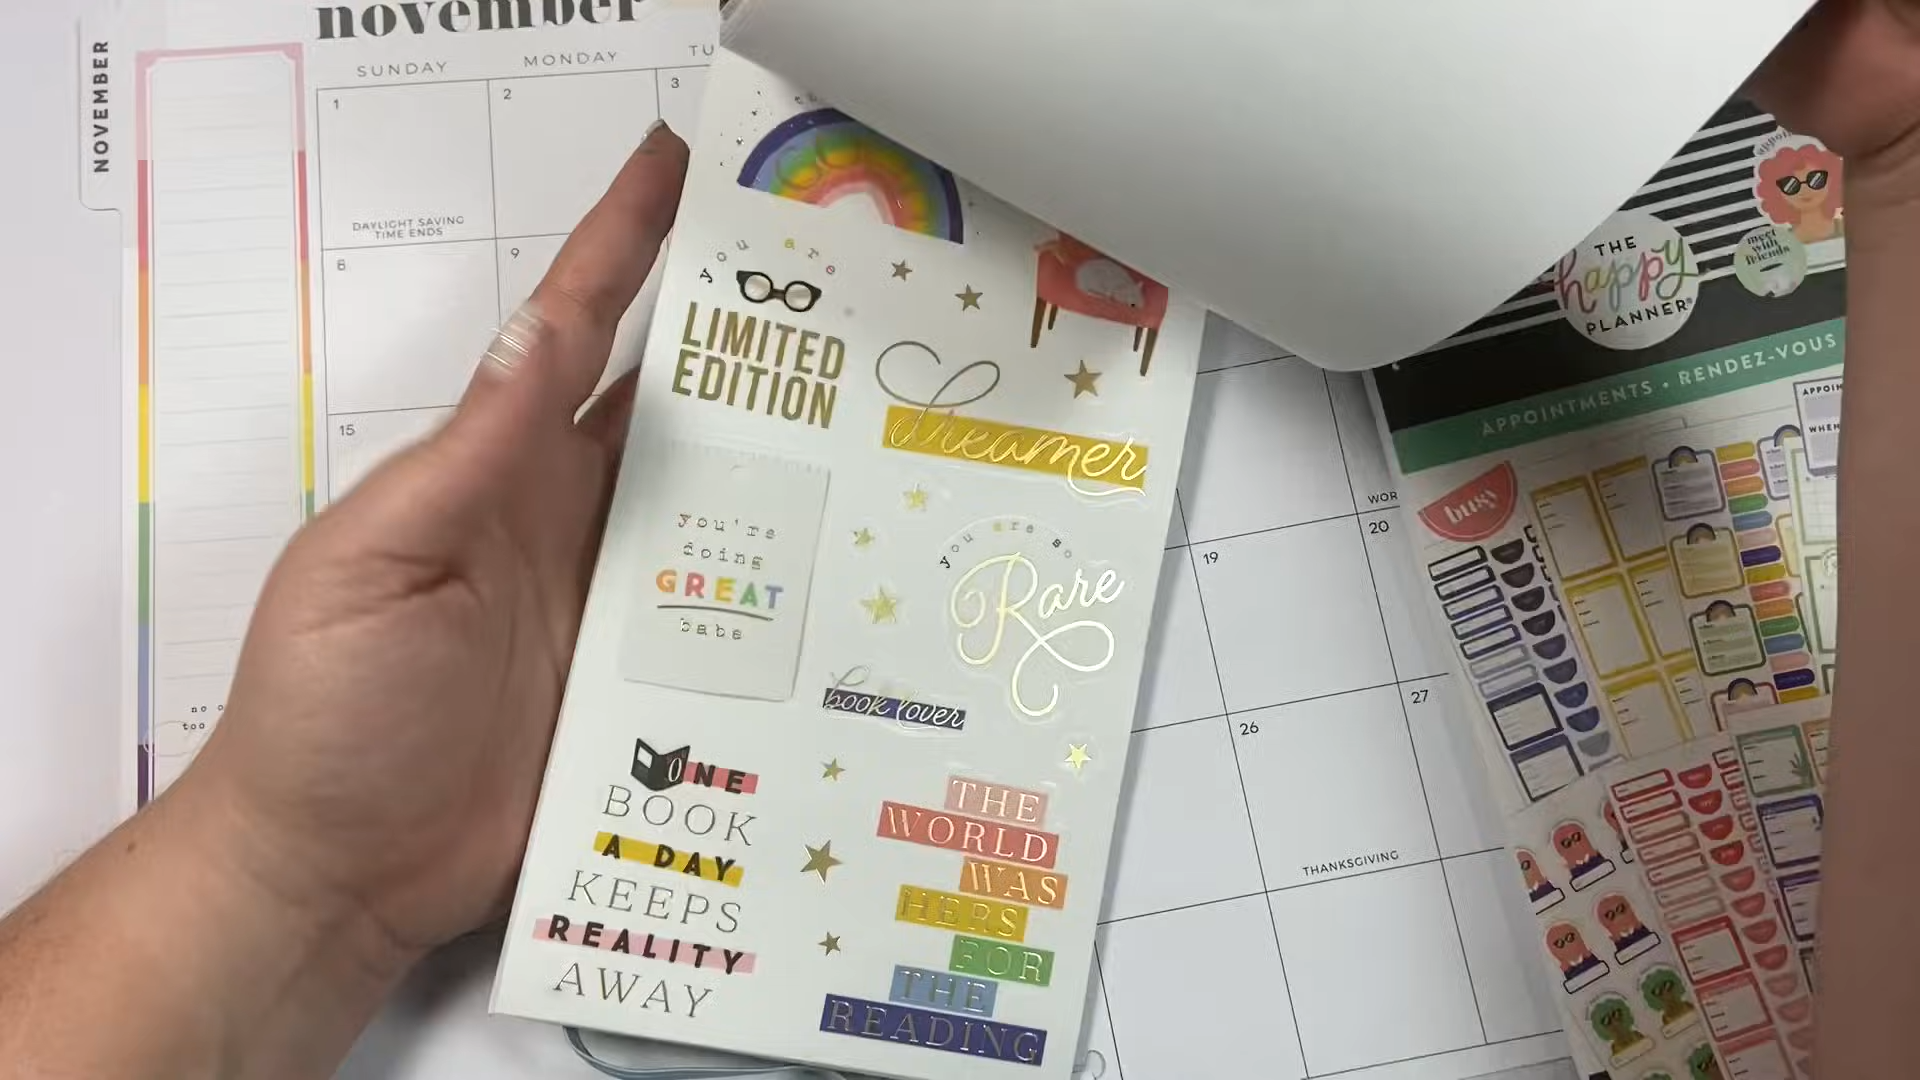 november
NOVEMBER
SUNDAY
MONDAY
TU
1
2
3
DAYLIGHT SAVING
TIME ENDS
8
9
15
no
too
you are
LIMITED
EDITION
dreamer
you're
doing
GREAT
babe
you are so
Rare
book lover
ONE
BOOK
A DAY
KEEPS
REALITY
AWAY
THE
WORLD
WAS
HERS
FOR
THE
READING
19
20
26
27
THANKSGIVING
THE
happy
PLANNER
meet
with
friends
APPOINTMENTS • RENDEZ-VOUS
busy